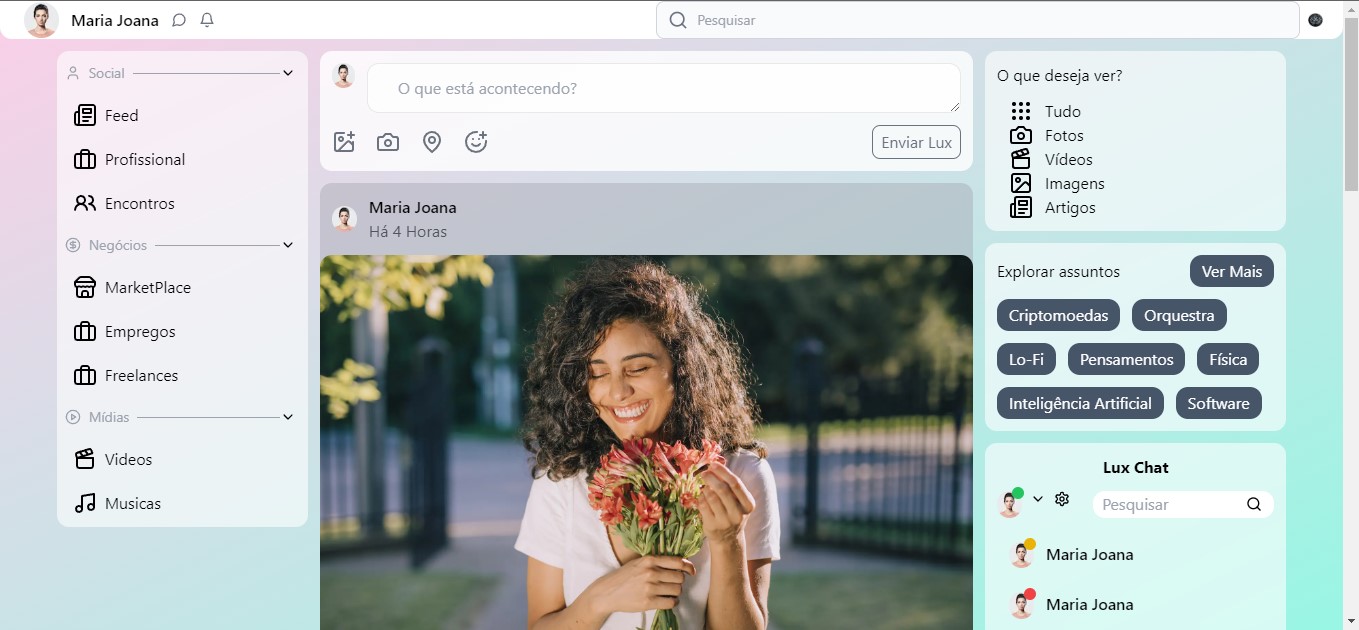 Maria Joana
Pesquisar
Social
Feed
Profissional
Encontros
Negócios
MarketPlace
Empregos
Freelances
Mídias
Videos
Musicas
O que está acontecendo?
Enviar Lux
Maria Joana
Há 4 Horas
O que deseja ver?
Tudo
Fotos
Vídeos
Imagens
Artigos
Explorar assuntos
Ver Mais
Criptomoedas Orquestra
Lo-Fi Pensamentos Física
Inteligência Artificial Software
Lux Chat
Pesquisar
Maria Joana
Maria Joana